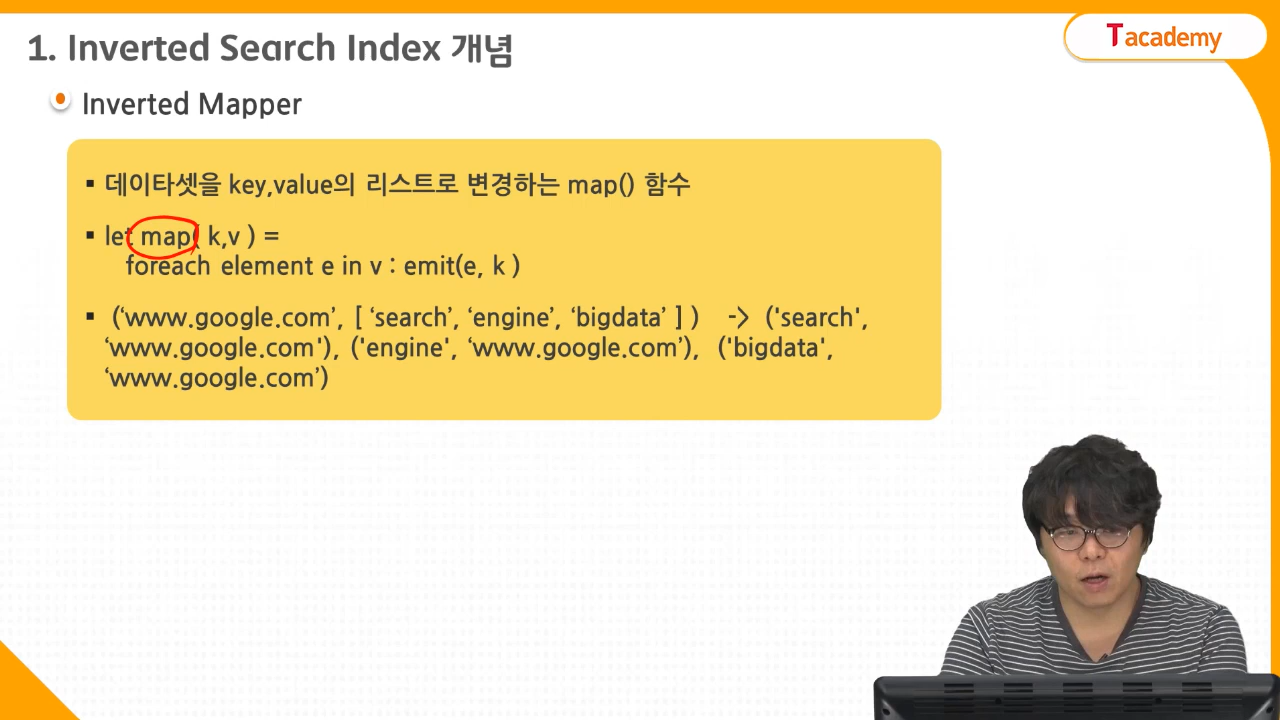 1. Inverted Search Index 개념
Tacademy
Inverted Mapper
▪ 데이타셋을 key,value의 리스트로 변경하는 map() 함수
▪ let map( k,v ) =
foreach element e in v : emit(e, k )
▪ (‘www.google.com’, [ ‘search’, ‘engine’, ‘bigdata’ ] ) -> ('search',
‘www.google.com'), ('engine', ‘www.google.com’), ('bigdata',
‘www.google.com’)